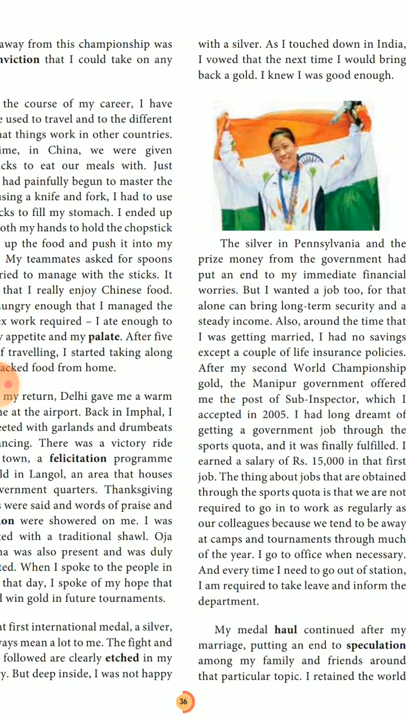 away from this championship was
nviction that I could take on any
the course of my career, I have
e used to travel and to the different
hat things work in other countries.
ime, in China, we were given
cks to eat our meals with. Just
had painfully begun to master the
using a knife and fork, I had to use
cks to fill my stomach. I ended up
oth my hands to hold the chopstick
up the food and push it into my
My teammates asked for spoons
ried to manage with the sticks. It
that I really enjoy Chinese food.
hungry enough that I managed the
ex work required – I ate enough to
y appetite and my palate. After five
f travelling, I started taking along
acked food from home.
my return, Delhi gave me a warm
ne at the airport. Back in Imphal, I
eeted with garlands and drumbeats
ancing. There was a victory ride
town, a felicitation programme
ld in Langol, an area that houses
vernment quarters. Thanksgiving
s were said and words of praise and
ion were showered on me. I was
ted with a traditional shawl. Oja
na was also present and was duly
ted. When I spoke to the people in
that day, I spoke of my hope that
d win gold in future tournaments.
at first international medal, a silver,
ays mean a lot to me. The fight and
followed are clearly etched in my
y. But deep inside, I was not happy
with a silver. As I touched down in India,
I vowed that the next time I would bring
back a gold. I knew I was good enough.
The silver in Pennsylvania and the
prize money from the government had
put an end to my immediate financial
worries. But I wanted a job too, for that
alone can bring long-term security and a
steady income. Also, around the time that
I was getting married, I had no savings
except a couple of life insurance policies.
After my second World Championship
gold, the Manipur government offered
me the post of Sub-Inspector, which I
accepted in 2005. I had long dreamt of
getting a government job through the
sports quota, and it was finally fulfilled. I
earned a salary of Rs. 15,000 in that first
job. The thing about jobs that are obtained
through the sports quota is that we are not
required to go in to work as regularly as
our colleagues because we tend to be away
at camps and tournaments through much
of the year. I go to office when necessary.
And every time I need to go out of station,
I am required to take leave and inform the
department.
My medal haul continued after my
marriage, putting an end to speculation
among my family and friends around
that particular topic. I retained the world
36